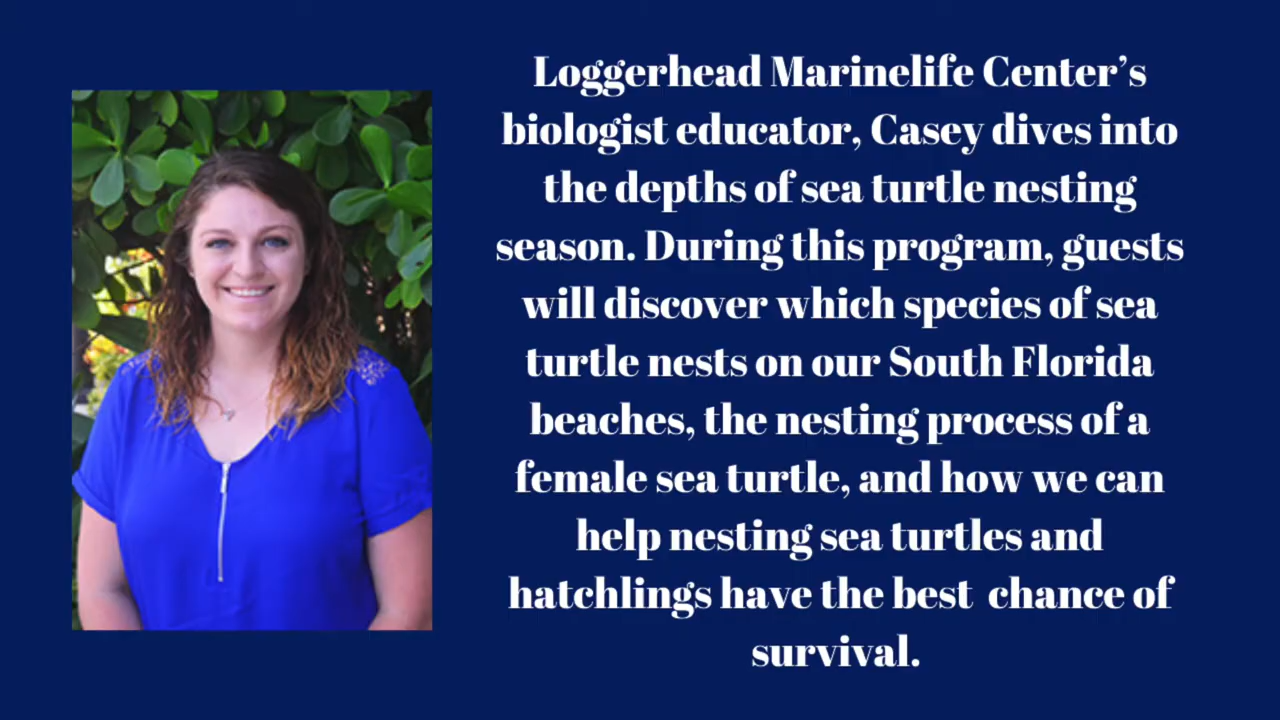 Loggerhead Marinelife Center’s
biologist educator, Casey dives into
the depths of sea turtle nesting
season. During this program, guests
will discover which species of sea
turtle nests on our South Florida
beaches, the nesting process of a
female sea turtle, and how we can
help nesting sea turtles and
hatchlings have the best  chance of
survival.